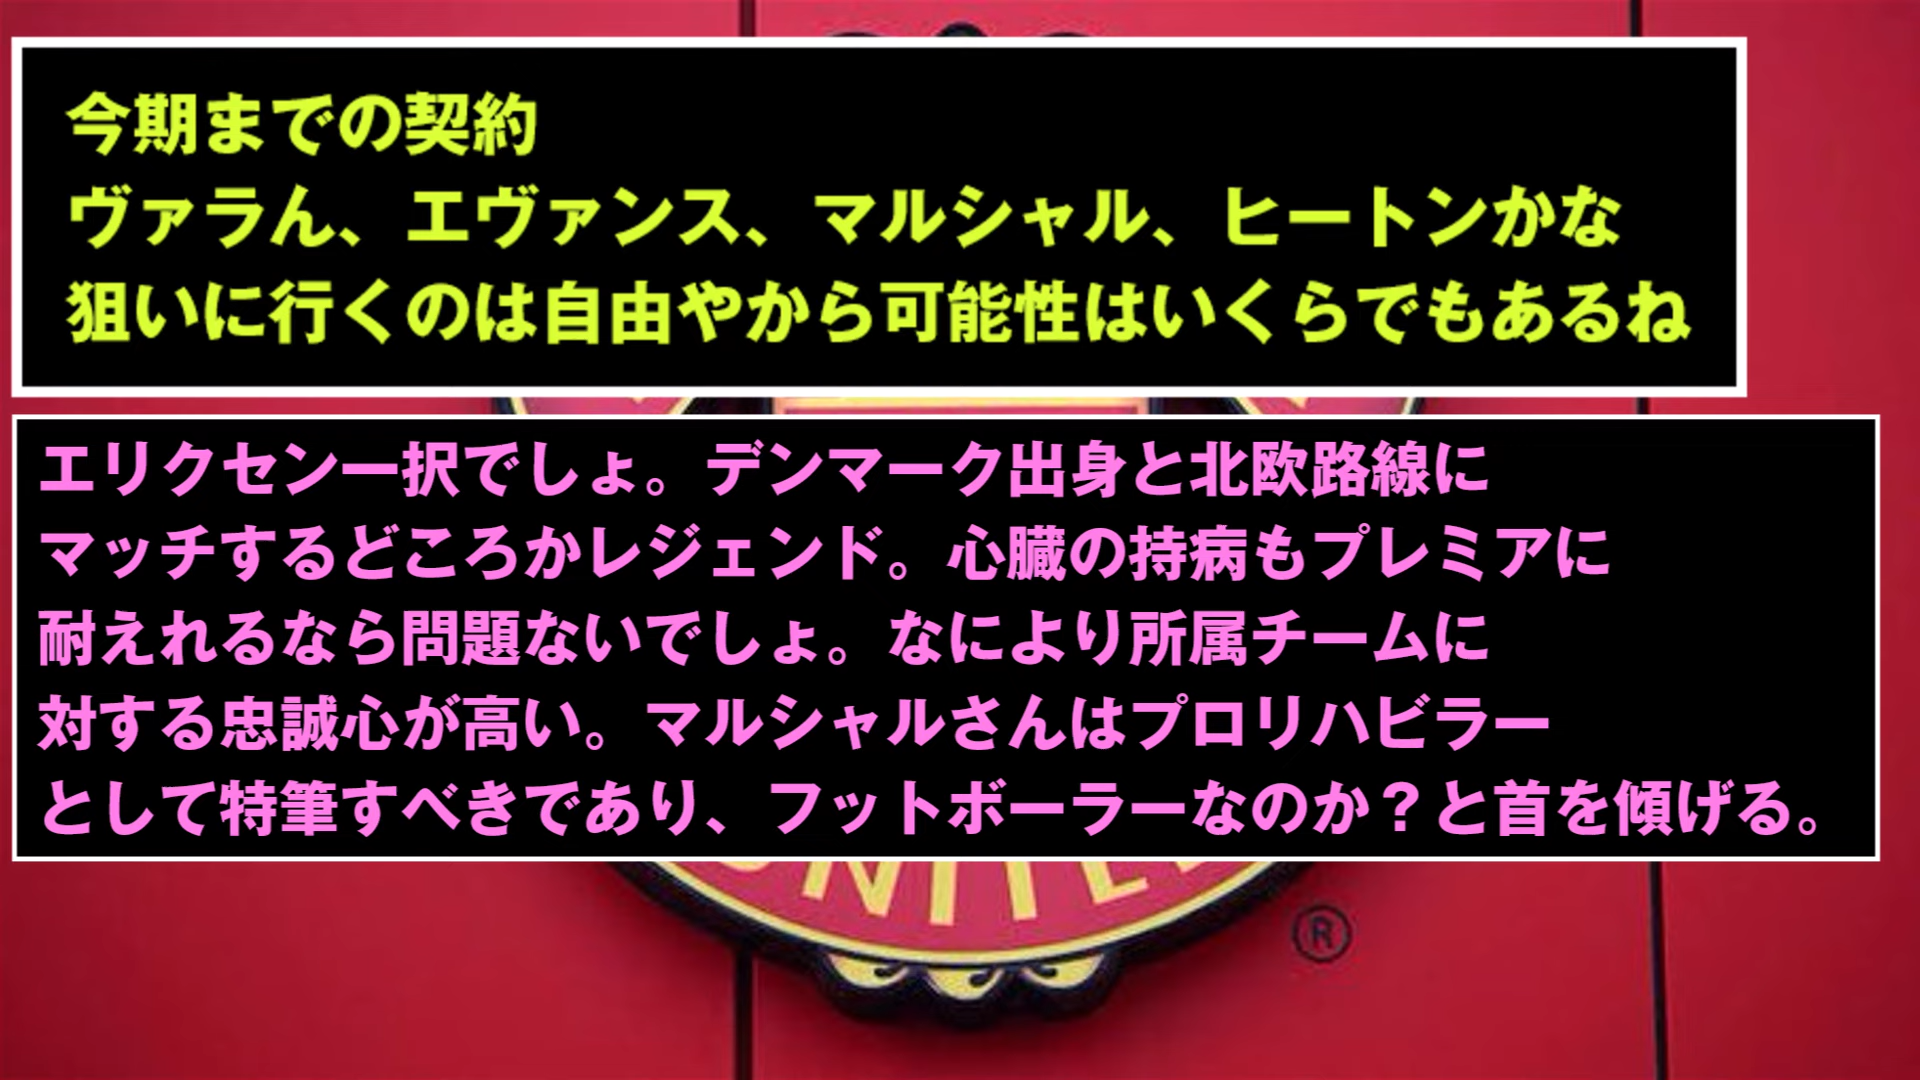 今期までの契約
ヴァラん、エヴァンス、マルシャル、ヒートンかな
狙いに行くのは自由やから可能性はいくらでもあるね
エリクセン一択でしょ。デンマーク出身と北欧路線に
マッチするどころかレジェンド。心臓の持病もプレミアに
耐えれるなら問題ないでしょ。なにより所属チームに
対する忠誠心が高い。マルシャルさんはプロリハビラー
として特筆すべきであり、フットボーラーなのか？と首を傾げる。
UNITED
®